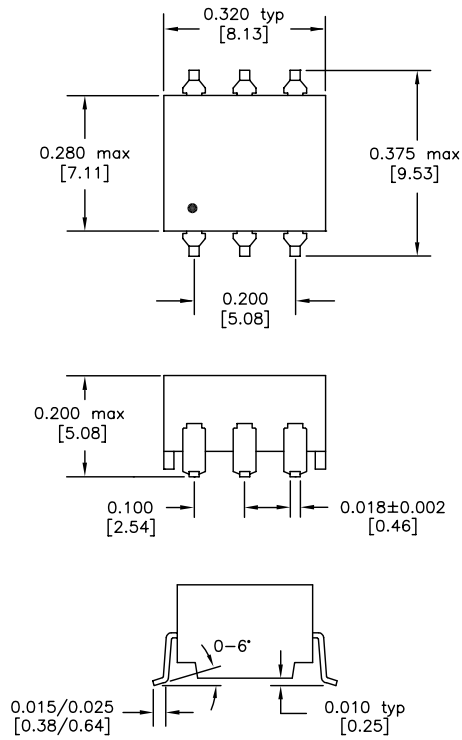 0.320 typ
[8.13]
0.280 max
[7.11]
0.375 max
[9.53]
0.200
[5.08]
0.200 max
[5.08]
0.100
[2.54]
0.018±0.002
[0.46]
0-6°
0.015/0.025
[0.38/0.64]
0.010 typ
[0.25]